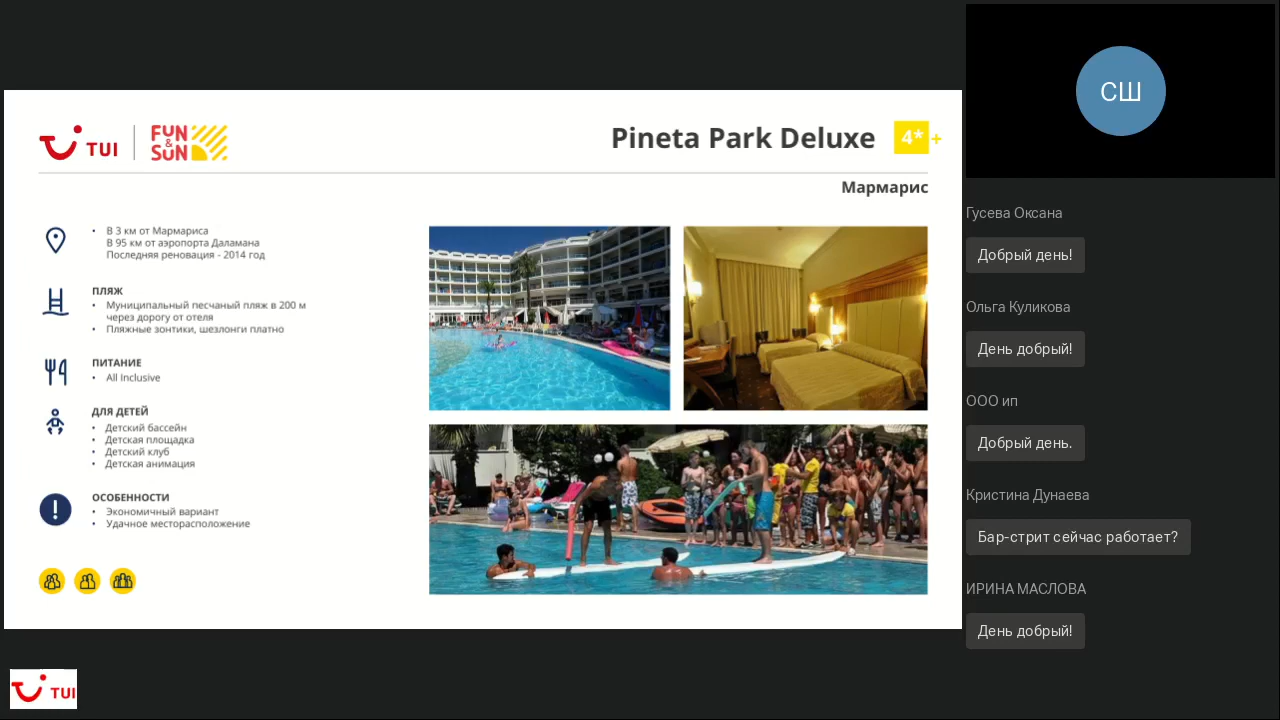 TUI
FUN
&
SUN
Pineta Park Deluxe
4*+
Мармарис
• В 3 км от Мармариса
В 95 км от аэропорта Даламана
Последняя реновация - 2014 год
ПЛЯЖ
• Муниципальный песчаный пляж в 200 м
через дорогу от отеля
• Пляжные зонтики, шезлонги платно
ПИТАНИЕ
• All Inclusive
ДЛЯ ДЕТЕЙ
• Детский бассейн
• Детская площадка
• Детский клуб
• Детская анимация
ОСОБЕННОСТИ
• Экономичный вариант
• Удачное месторасположение
TUI
СШ
Гусева Оксана
Добрый день!
Ольга Куликова
День добрый!
ООО ип
Добрый день.
Кристина Дунаева
Бар-стрит сейчас работает?
ИРИНА МАСЛОВА
День добрый!